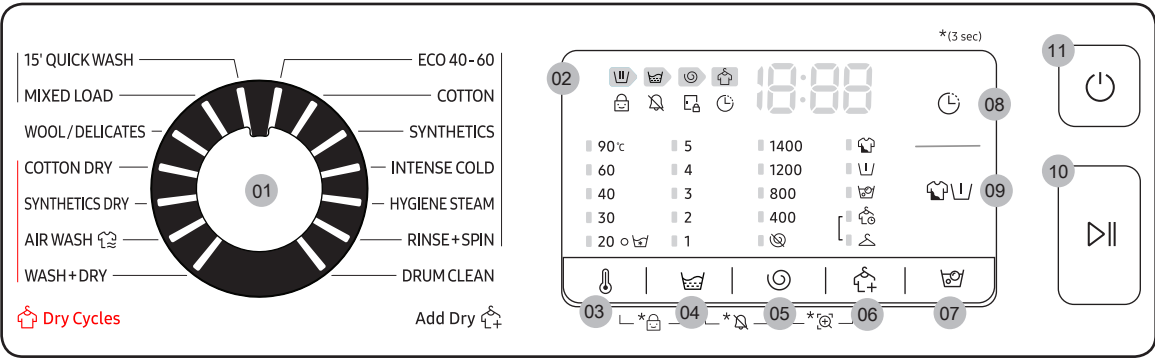 *(3 sec)
15' QUICK WASH
MIXED LOAD
WOOL / DELICATES
COTTON DRY
SYNTHETICS DRY
AIR WASH
WASH + DRY
Dry Cycles
01
ECO 40 - 60
COTTON
SYNTHETICS
INTENSE COLD
HYGIENE STEAM
RINSE + SPIN
DRUM CLEAN
Add Dry
02
18:88
90℃ 5 1400
60 4 1200
40 3 800
30 2 400
20 1
03 04 05 06 07
* * *
08
09
10
11